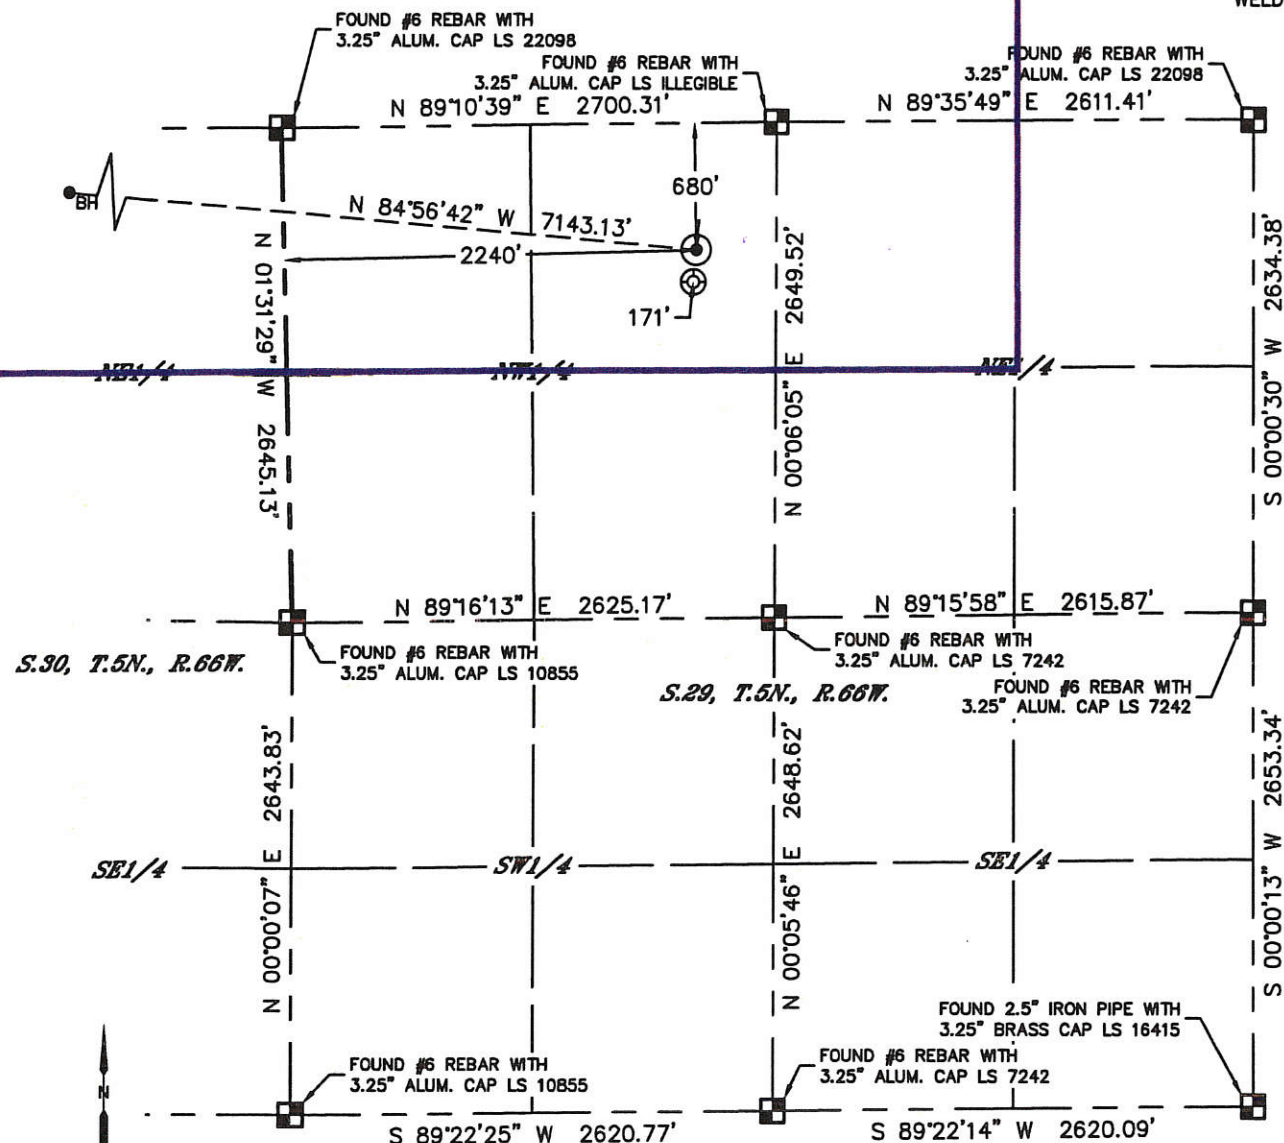 WELD
FOUND #6 REBAR WITH
3.25" ALUM. CAP LS 22098
FOUND #6 REBAR WITH
3.25" ALUM. CAP LS ILLEGIBLE
FOUND #6 REBAR WITH
3.25" ALUM. CAP LS 22098
N 89°10'39" E 2700.31'
N 89°35'49" E 2611.41'
680'
BH
N 84°56'42" W 7143.13'
2240'
171'
N 01°31'29" W 2645.13'
N 00°06'05" E 2649.52'
S 00°00'30" W 2634.38'
NE1/4
NW1/4
NE1/4
N 89°16'13" E 2625.17'
N 89°15'58" E 2615.87'
FOUND #6 REBAR WITH
3.25" ALUM. CAP LS 10855
FOUND #6 REBAR WITH
3.25" ALUM. CAP LS 7242
FOUND #6 REBAR WITH
3.25" ALUM. CAP LS 7242
S.30, T.5N., R.66W.
S.29, T.5N., R.66W.
N 00°00'07" E 2643.83'
N 00°05'46" E 2648.62'
S 00°00'13" W 2653.34'
SE1/4
SW1/4
SE1/4
FOUND 2.5" IRON PIPE WITH
3.25" BRASS CAP LS 16415
FOUND #6 REBAR WITH
3.25" ALUM. CAP LS 10855
FOUND #6 REBAR WITH
3.25" ALUM. CAP LS 7242
N
S 89°22'25" W 2620.77'
S 89°22'14" W 2620.09'